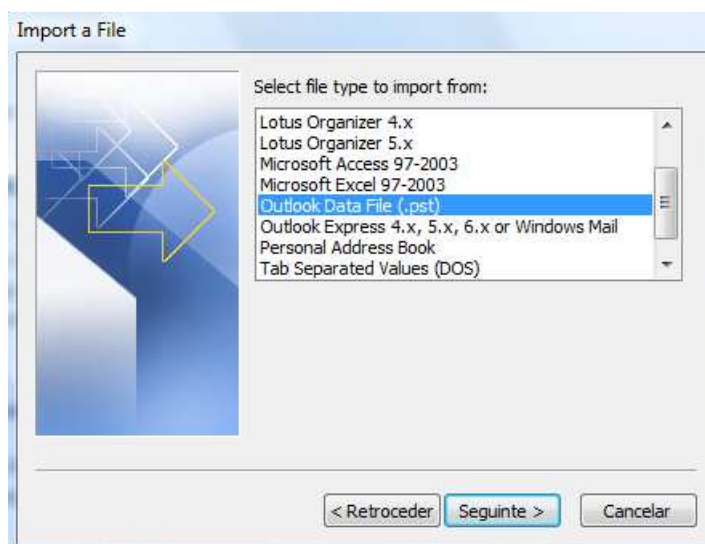 Import a File
Select file type to import from:
Lotus Organizer 4.x
Lotus Organizer 5.x
Microsoft Access 97-2003
Microsoft Excel 97-2003
Outlook Data File (.pst)
Outlook Express 4.x, 5.x, 6.x or Windows Mail
Personal Address Book
Tab Separated Values (DOS)
< Retroceder Seguinte > Cancelar